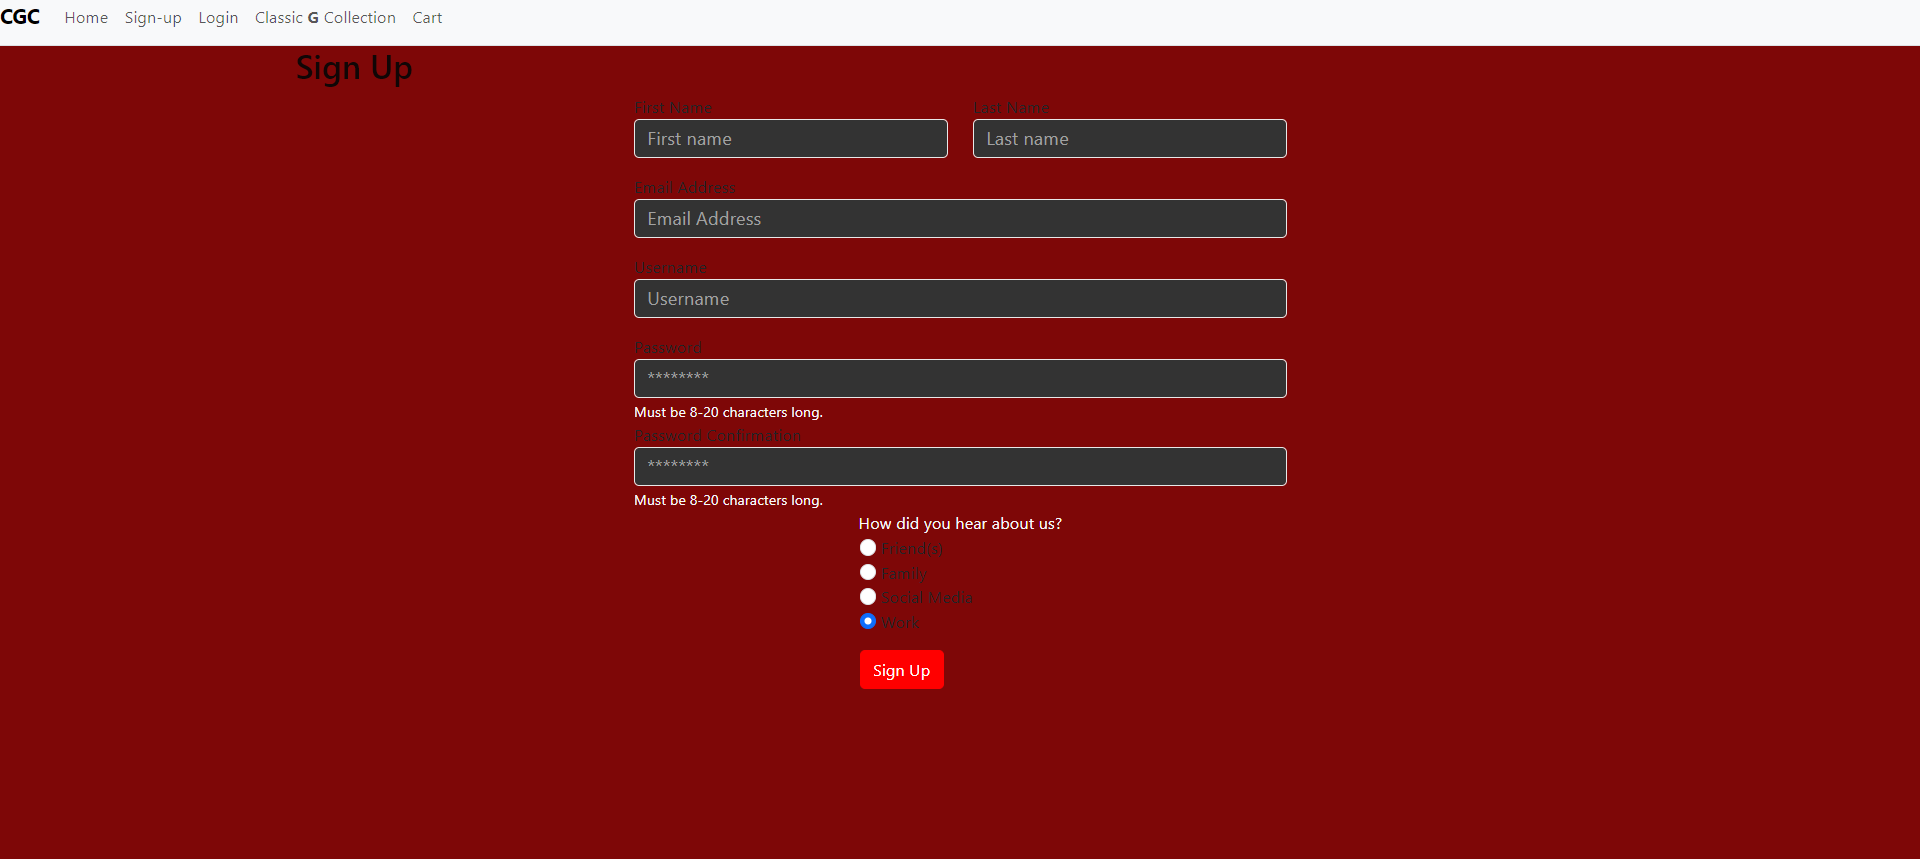 CGC Home Sign-up Login Classic G Collection Cart
Sign Up
First Name Last Name
First name Last name
Email Address
Email Address
Username
Username
Password
********
Must be 8-20 characters long.
Password Confirmation
********
Must be 8-20 characters long.
How did you hear about us?
Friend(s)
Family
Social Media
Work
Sign Up